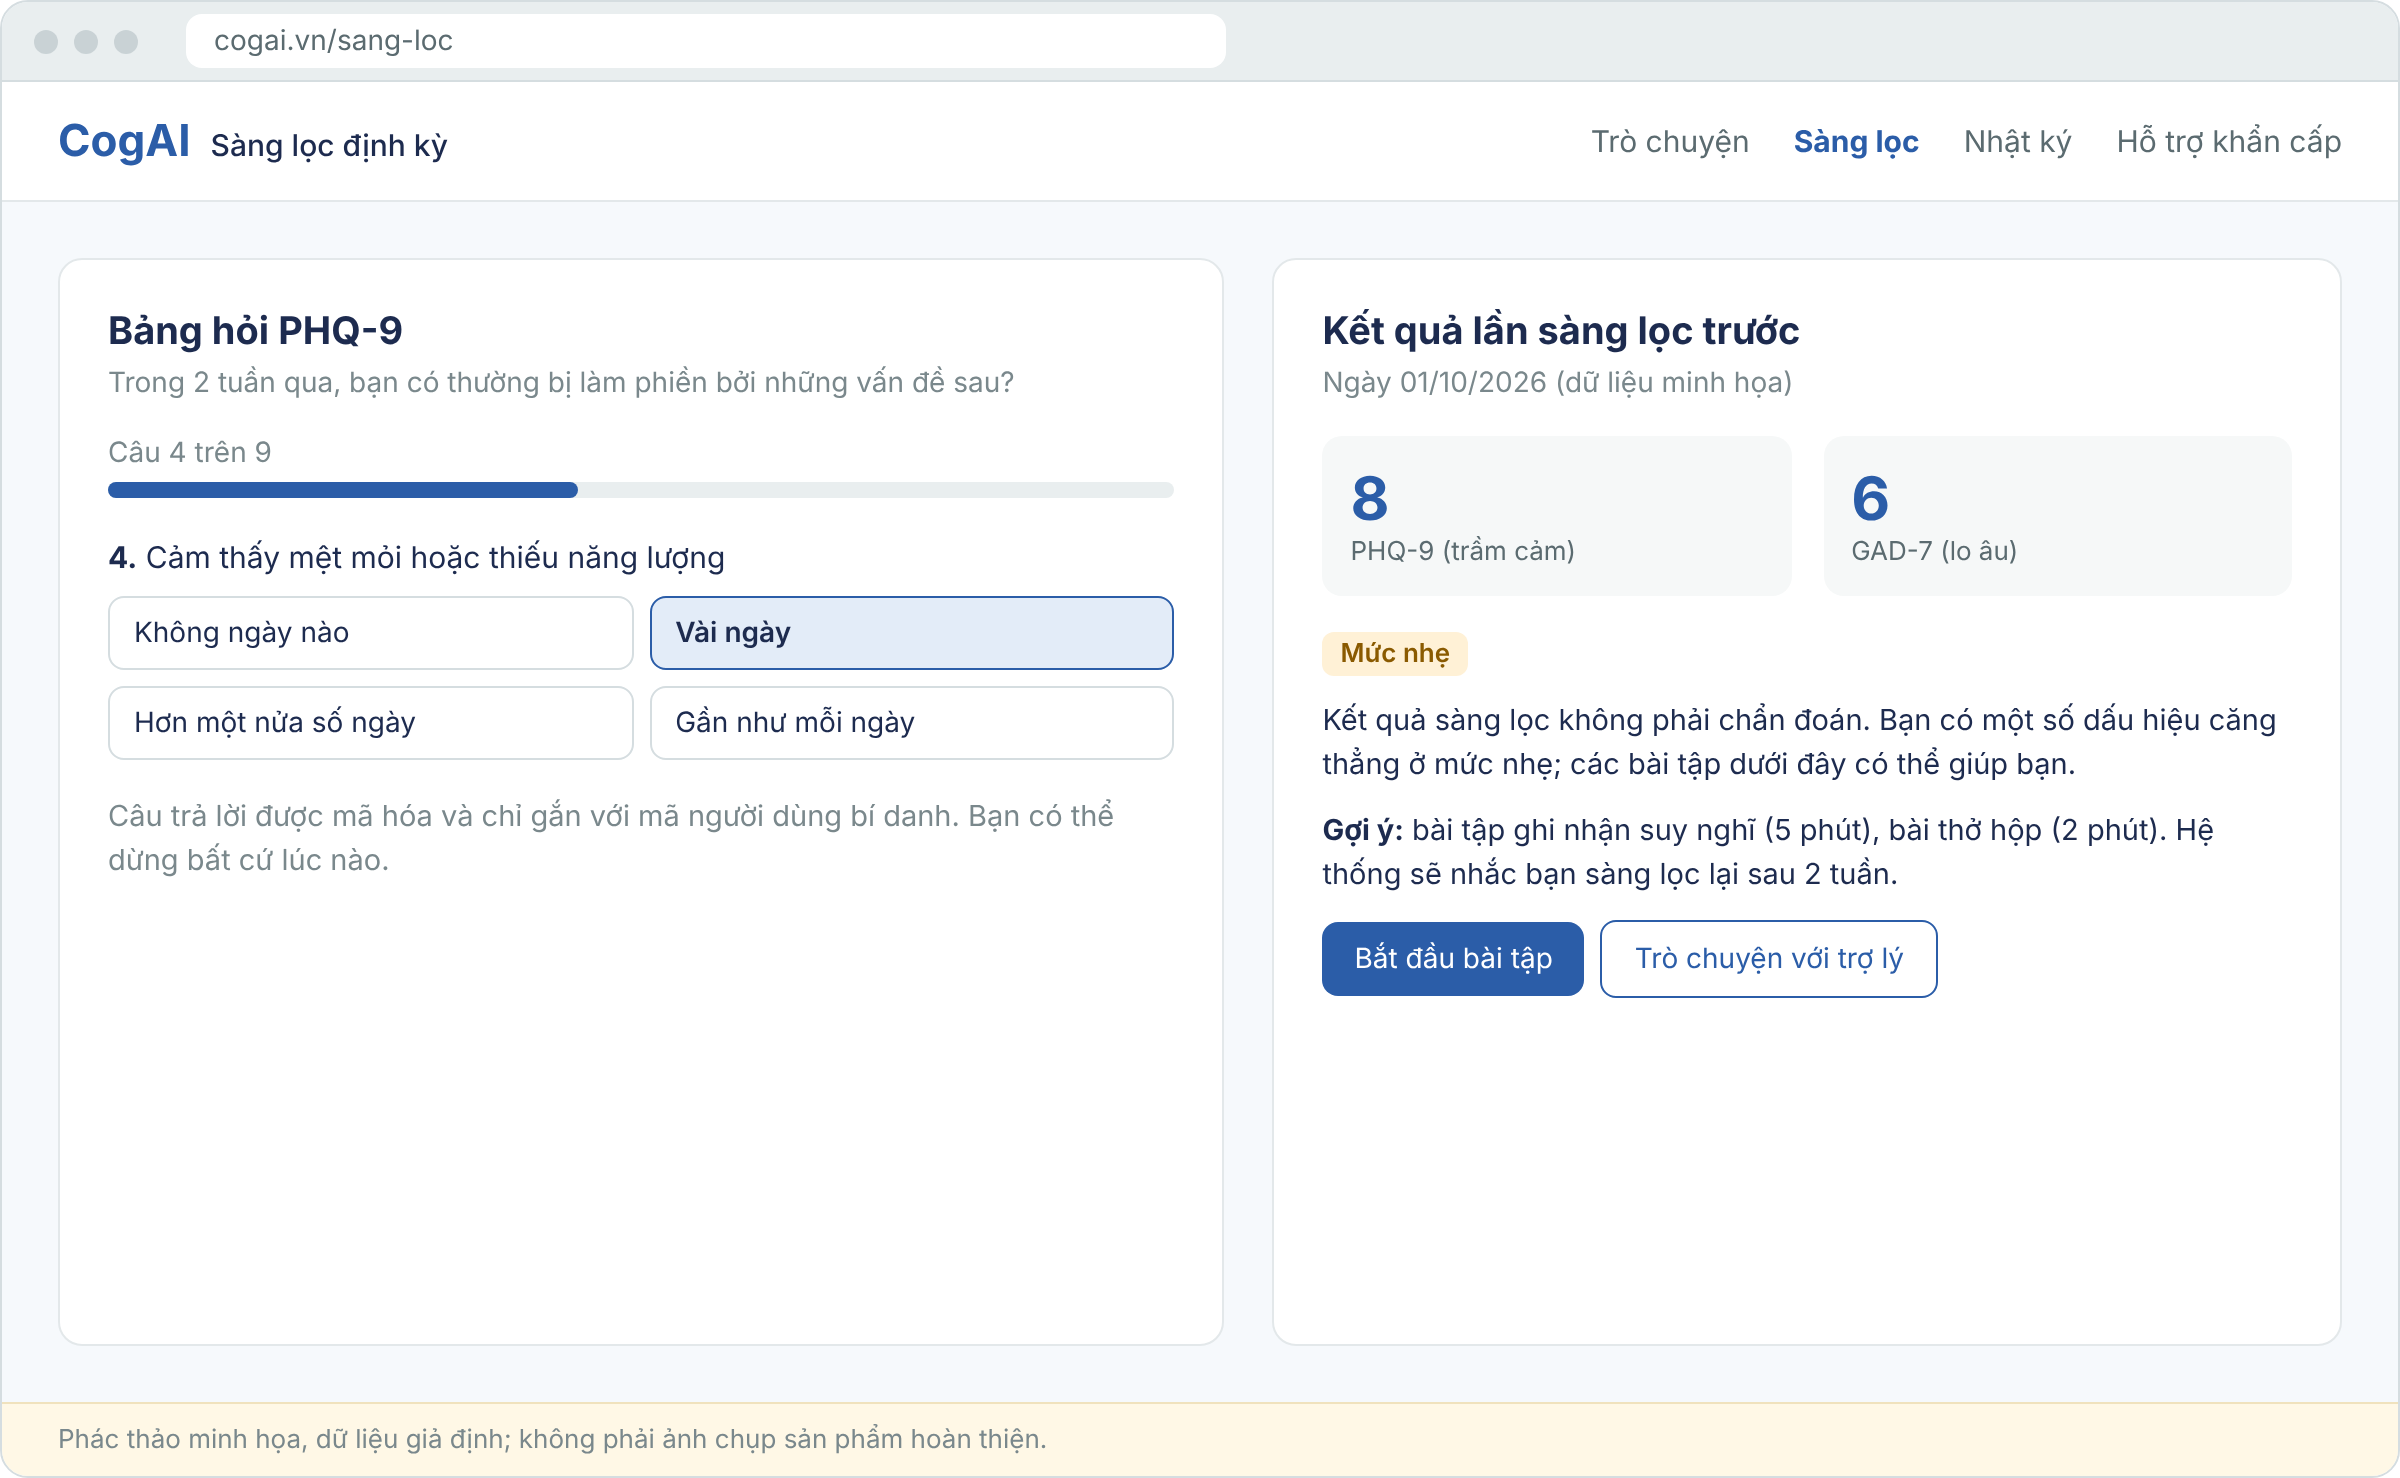 cogai.vn/sang-loc
CogAI Sàng lọc định kỳ
Trò chuyện Sàng lọc Nhật ký Hỗ trợ khẩn cấp
Bảng hỏi PHQ-9
Trong 2 tuần qua, bạn có thường bị làm phiền bởi những vấn đề sau?
Câu 4 trên 9
4. Cảm thấy mệt mỏi hoặc thiếu năng lượng
Không ngày nào
Vài ngày
Hơn một nửa số ngày
Gần như mỗi ngày
Câu trả lời được mã hóa và chỉ gắn với mã người dùng bí danh. Bạn có thể
dừng bất cứ lúc nào.
Kết quả lần sàng lọc trước
Ngày 01/10/2026 (dữ liệu minh họa)
8
PHQ-9 (trầm cảm)
6
GAD-7 (lo âu)
Mức nhẹ
Kết quả sàng lọc không phải chẩn đoán. Bạn có một số dấu hiệu căng
thẳng ở mức nhẹ; các bài tập dưới đây có thể giúp bạn.
Gợi ý: bài tập ghi nhận suy nghĩ (5 phút), bài thở hộp (2 phút). Hệ
thống sẽ nhắc bạn sàng lọc lại sau 2 tuần.
Bắt đầu bài tập
Trò chuyện với trợ lý
Phác thảo minh họa, dữ liệu giả định; không phải ảnh chụp sản phẩm hoàn thiện.